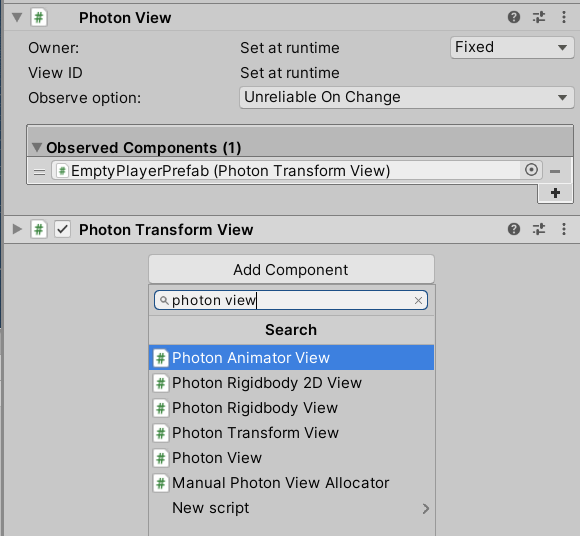 Photon View
Owner: Set at runtime Fixed
View ID Set at runtime
Observe option: Unreliable On Change
Observed Components (1)
EmptyPlayerPrefab (Photon Transform View)
Photon Transform View
Add Component
photon view
Search
Photon Animator View
Photon Rigidbody 2D View
Photon Rigidbody View
Photon Transform View
Photon View
Manual Photon View Allocator
New script